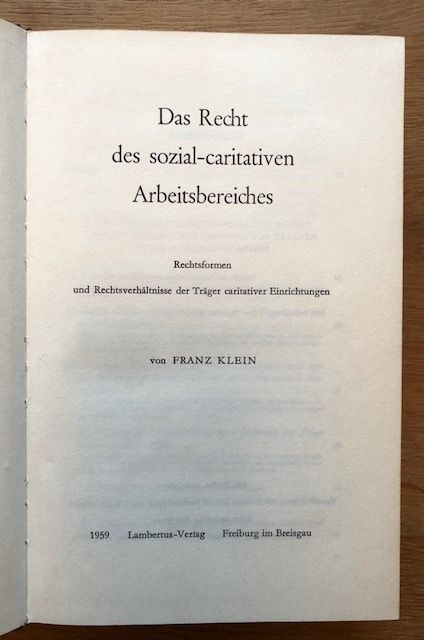 Das Recht
des sozial-caritativen
Arbeitsbereiches
Rechtsformen
und Rechtsverhältnisse der Träger caritativer Einrichtungen
von FRANZ KLEIN
1959 Lambertus-Verlag Freiburg im Breisgau